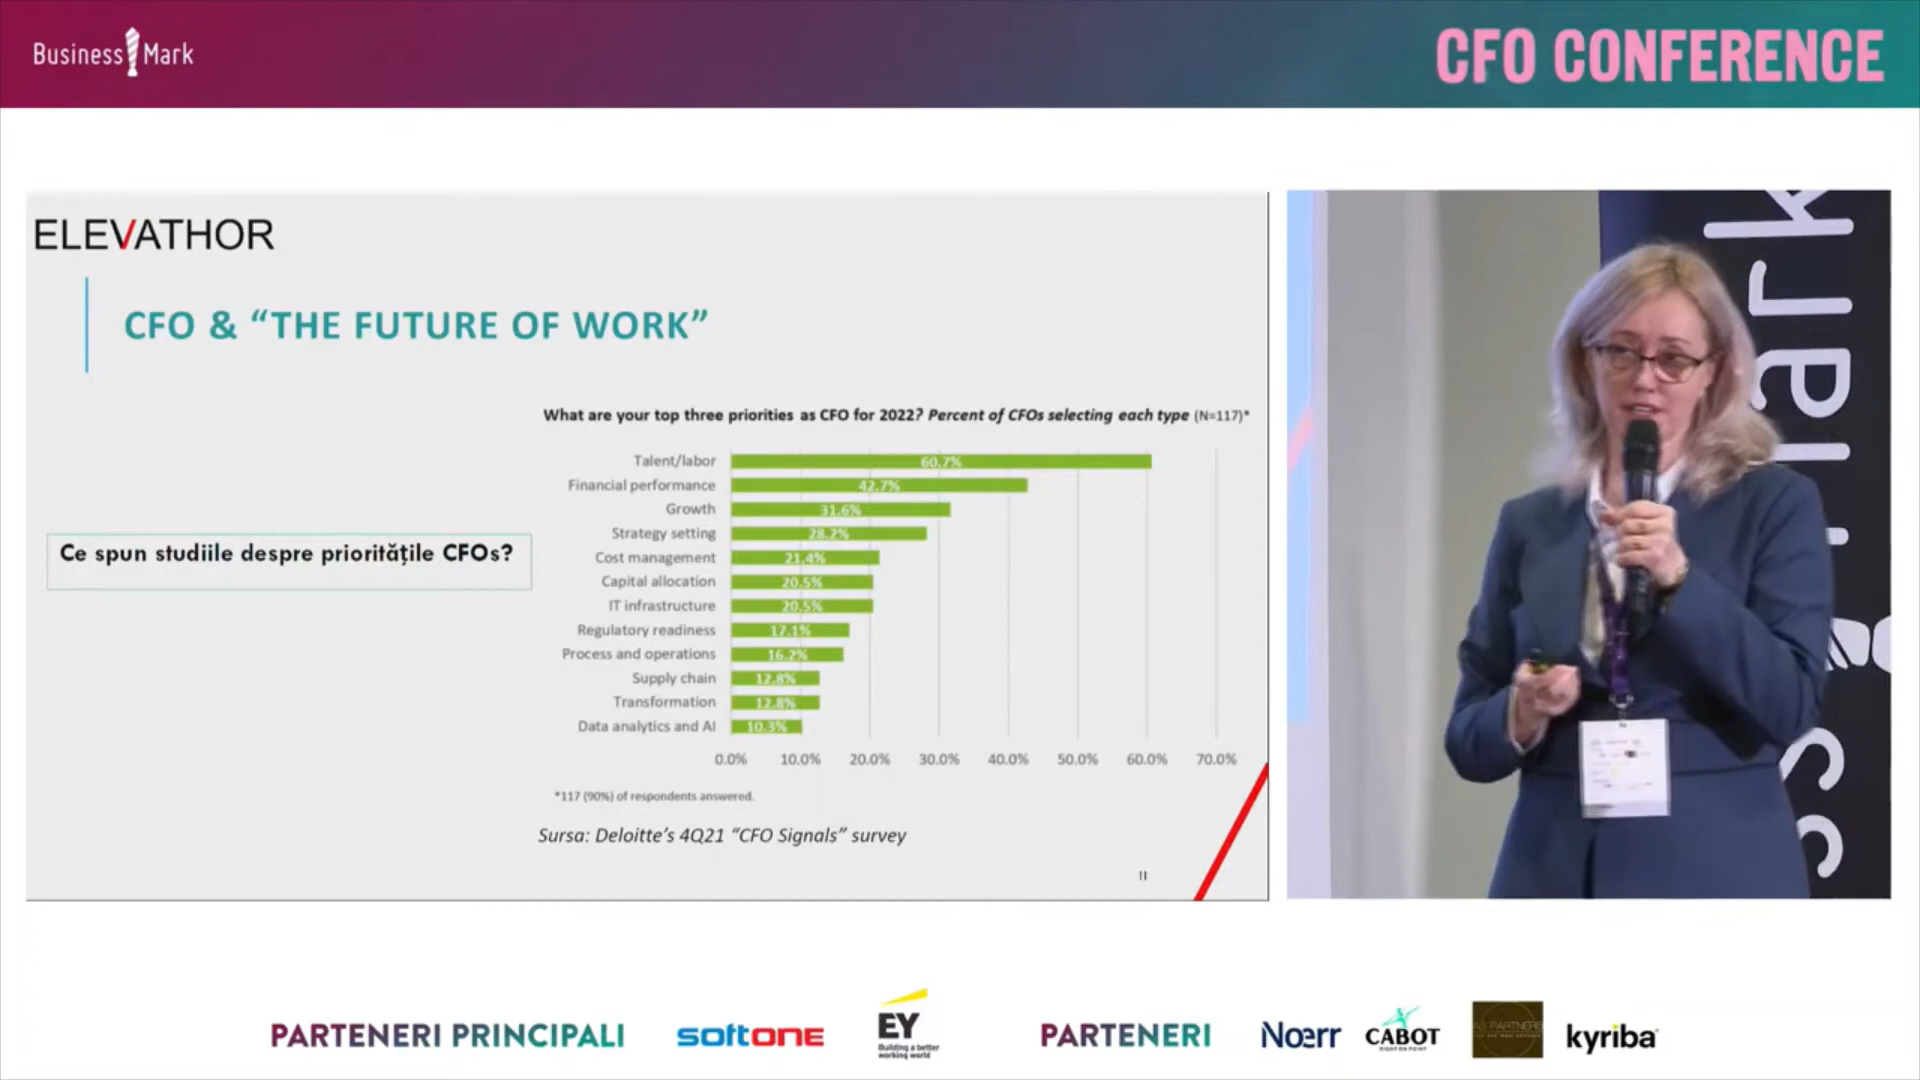 Business Mark
CFO CONFERENCE
ELEVATHOR
CFO & “THE FUTURE OF WORK”
What are your top three priorities as CFO for 2022? Percent of CFOs selecting each type (N=117)*
Ce spun studiile despre prioritățile CFOs?
Talent/labor 60.7%
Financial performance 42.7%
Growth 31.6%
Strategy setting 28.2%
Cost management 21.4%
Capital allocation 20.5%
IT infrastructure 20.5%
Regulatory readiness 17.1%
Process and operations 16.2%
Supply chain 12.8%
Transformation 12.8%
Data analytics and AI 10.3%
0.0% 10.0% 20.0% 30.0% 40.0% 50.0% 60.0% 70.0%
*117 (90%) of respondents answered.
Sursa: Deloitte’s 4Q21 “CFO Signals” survey
11
ark
ss
PARTENERI PRINCIPALI
softone
EY
Building a better
working world
PARTENERI
Noerr
CABOT
PARTNERS
kyriba